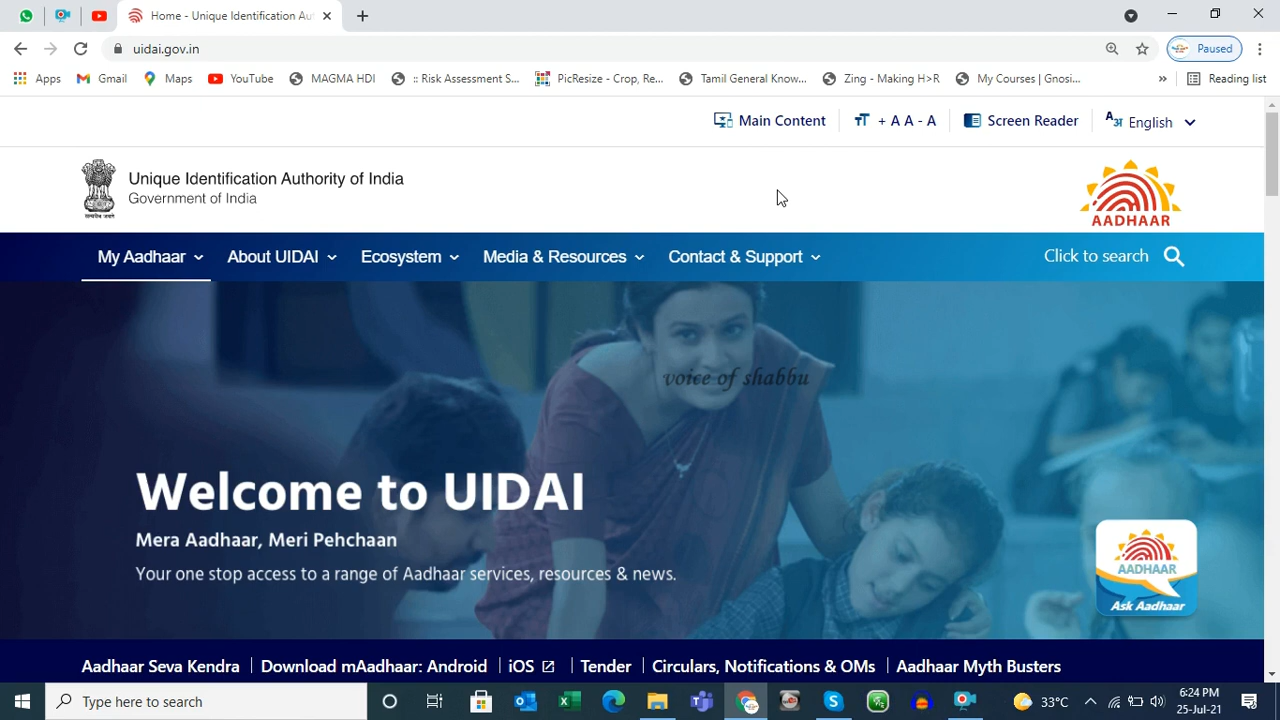 Home - Unique Identification Au
uidai.gov.in
Paused
Apps
Gmail
Maps
YouTube
MAGMA HDI
:: Risk Assessment S...
PicResize - Crop, Re...
Tamil General Know...
Zing - Making H>R
My Courses | Gnosi...
»
Reading list
Main Content
+ A A - A
Screen Reader
English
Unique Identification Authority of India
Government of India
सत्यमेव जयते
AADHAAR
My Aadhaar
About UIDAI
Ecosystem
Media & Resources
Contact & Support
Click to search
voice of shabbu
Welcome to UIDAI
Mera Aadhaar, Meri Pehchaan
Your one stop access to a range of Aadhaar services, resources & news.
AADHAAR
Ask Aadhaar
Aadhaar Seva Kendra
Download mAadhaar: Android
iOS
Tender
Circulars, Notifications & OMs
Aadhaar Myth Busters
Type here to search
33°C
6:24 PM
25-Jul-21